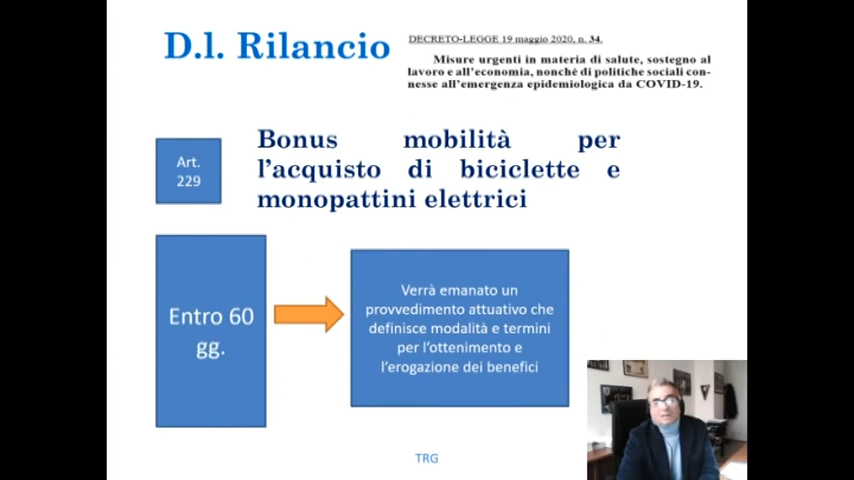 D.l. Rilancio
DECRETO-LEGGE 19 maggio 2020, n. 34.
Misure urgenti in materia di salute, sostegno al
lavoro e all'economia, nonchè di politiche sociali con-
nesse all'emergenza epidemiologica da COVID-19.
Art.
229
Bonus mobilità per
l'acquisto di biciclette e
monopattini elettrici
Entro 60
gg.
Verrà emanato un
provvedimento attuativo che
definisce modalità e termini
per l'ottenimento e
l'erogazione dei benefici
TRG